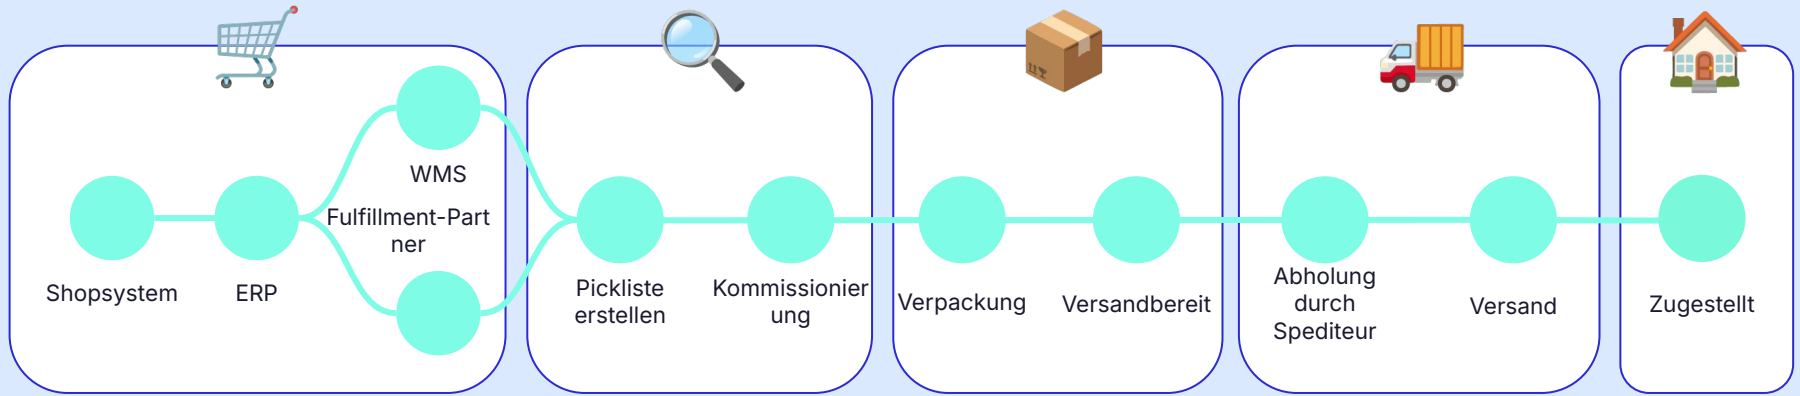 Shopsystem
ERP
WMS
Fulfillment-Part
ner
Pickliste
erstellen
Kommissionier
ung
Verpackung
Versandbereit
Abholung
durch
Spediteur
Versand
Zugestellt